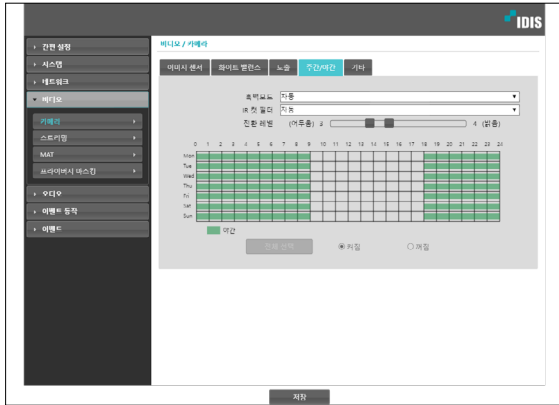 IDIS
간편 설정
시스템
네트워크
비디오
카메라
스트리밍
MAT
프라이버시 마스킹
오디오
이벤트 동작
이벤트
비디오 / 카메라
이미지 센서 화이트 밸런스 노출 주간/야간 기타
흑백모드 자동
IR 컷 필터 자동
전환 레벨 (어두움) 3 4 (밝음)
0 1 2 3 4 5 6 7 8 9 10 11 12 13 14 15 16 17 18 19 20 21 22 23 24
Mon
Tue
Wed
Thu
Fri
Sat
Sun
야간
전체 선택 켜짐 꺼짐
저장